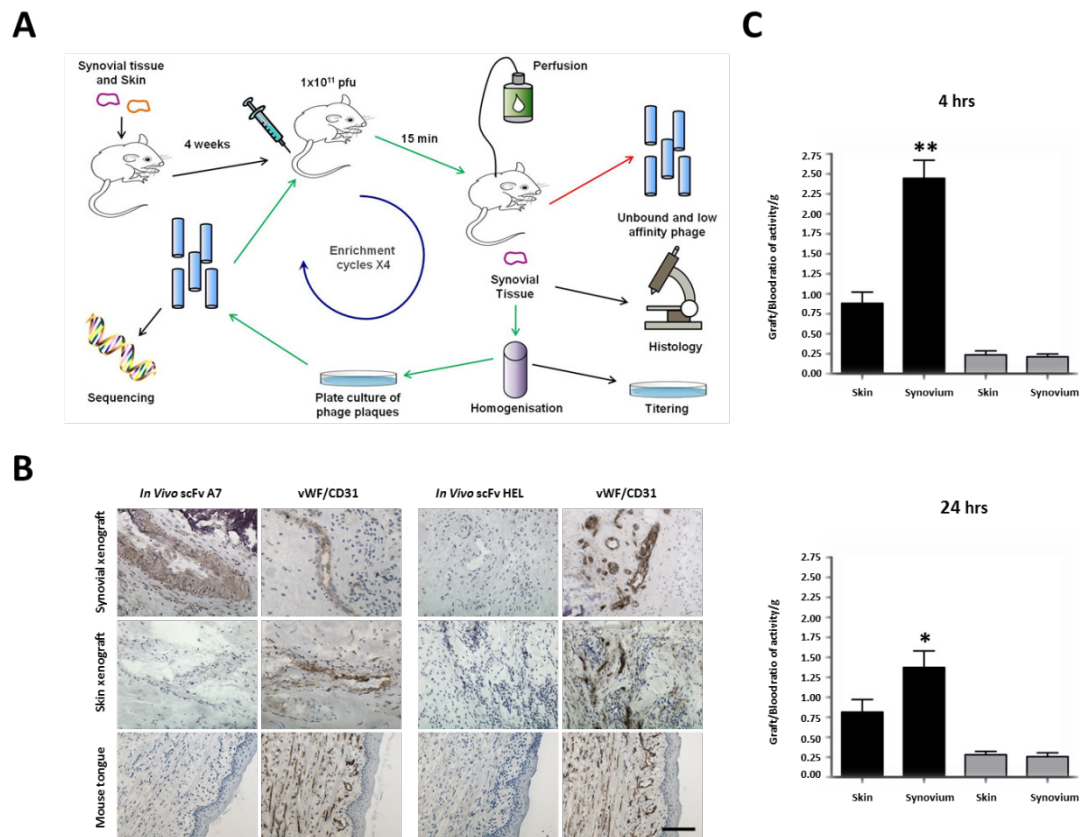 A
Synovial tissue
and Skin
4 weeks
1x10¹¹ pfu
15 min
Perfusion
Unbound and low
affinity phage
Enrichment
cycles X4
Synovial
Tissue
Histology
Sequencing
Plate culture of
phage plaques
Homogenisation
Titering
B
In Vivo scFv A7
vWF/CD31
In Vivo scFv HEL
vWF/CD31
Synovial xenograft
Skin xenograft
Mouse tongue
C
4 hrs
Graft/Blood ratio of activity/g
2.75
2.50
2.25
2.00
1.75
1.50
1.25
1.00
0.75
0.50
0.25
0.00
**
Skin
Synovium
Skin
Synovium
24 hrs
Graft/Blood ratio of activity/g
2.75
2.50
2.25
2.00
1.75
1.50
1.25
1.00
0.75
0.50
0.25
0.00
*
Skin
Synovium
Skin
Synovium